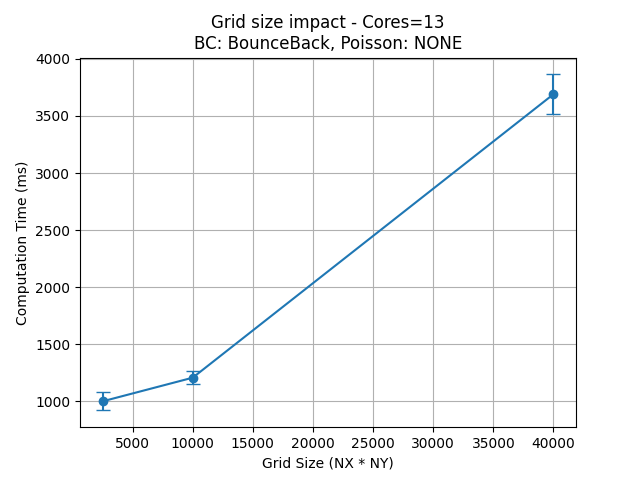 Grid size impact - Cores=13
BC: BounceBack, Poisson: NONE
4000
3500
3000
2500
2000
1500
1000
Computation Time (ms)
5000 10000 15000 20000 25000 30000 35000 40000
Grid Size (NX * NY)